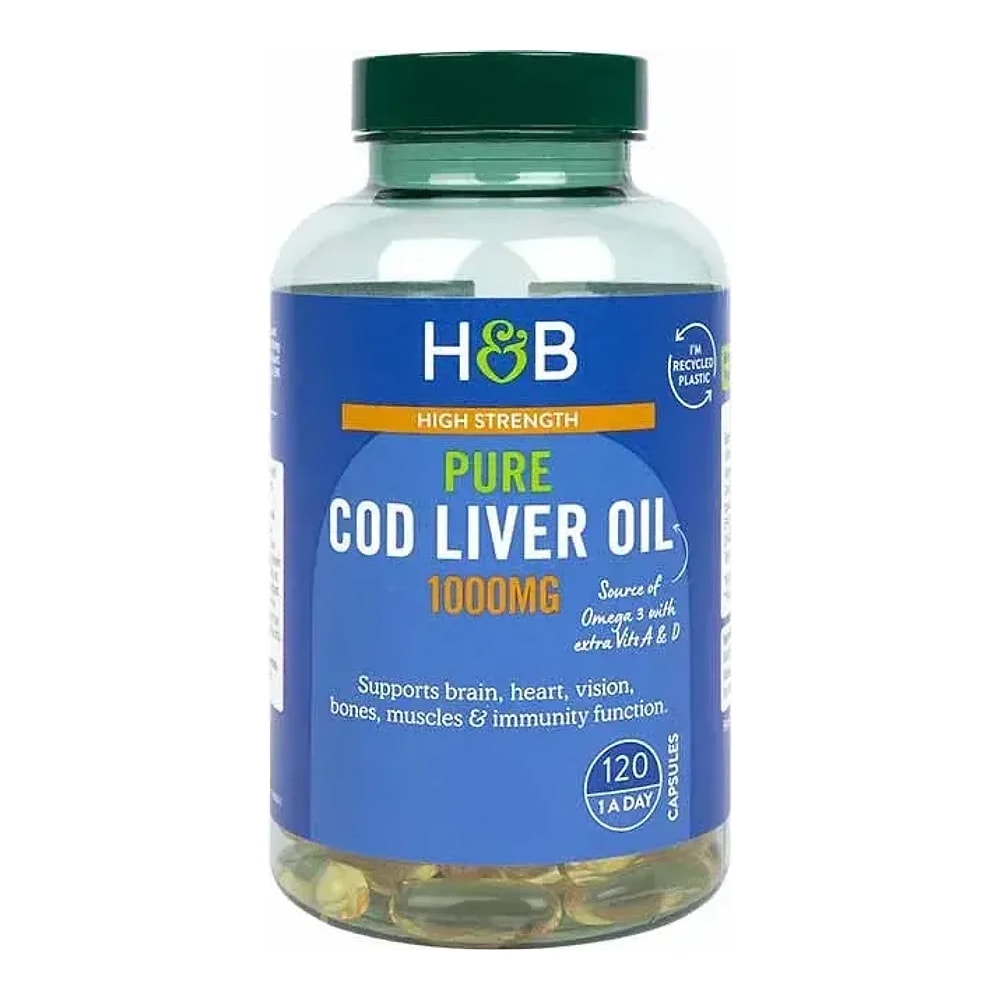 H&B
I'M
RECYCLED
PLASTIC
HIGH STRENGTH
PURE
COD LIVER OIL
1000MG
Source of
Omega 3 with
extra Vits A & D
Supports brain, heart, vision,
bones, muscles & immunity function.
120
1 A DAY
CAPSULES